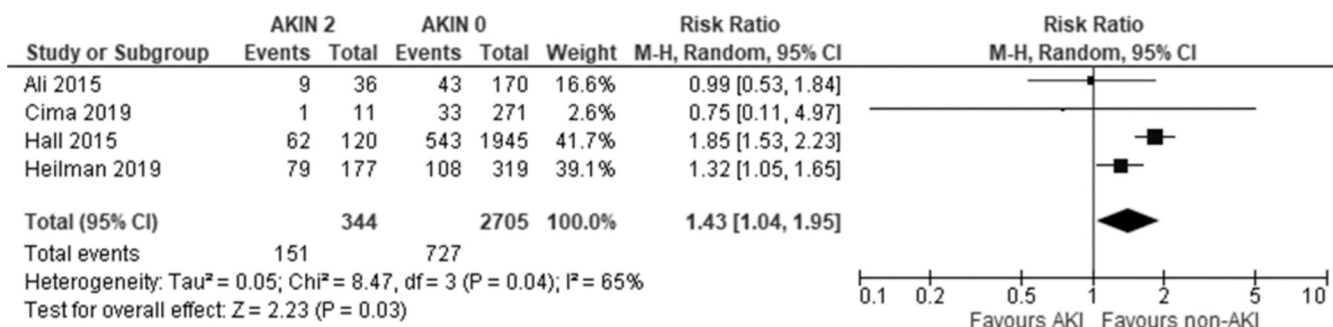 AKIN 2 AKIN 0 Risk Ratio Risk Ratio
Study or Subgroup Events Total Events Total Weight M-H, Random, 95% CI M-H, Random, 95% CI
Ali 2015 9 36 43 170 16.6% 0.99 [0.53, 1.84]
Cima 2019 1 11 33 271 2.6% 0.75 [0.11, 4.97]
Hall 2015 62 120 543 1945 41.7% 1.85 [1.53, 2.23]
Heilman 2019 79 177 108 319 39.1% 1.32 [1.05, 1.65]
Total (95% CI) 344 2705 100.0% 1.43 [1.04, 1.95]
Total events 151 727
Heterogeneity: Tau² = 0.05; Chi² = 8.47, df = 3 (P = 0.04); I² = 65%
Test for overall effect: Z = 2.23 (P = 0.03)
0.1 0.2 0.5 1 2 5 10
Favours AKI Favours non-AKI